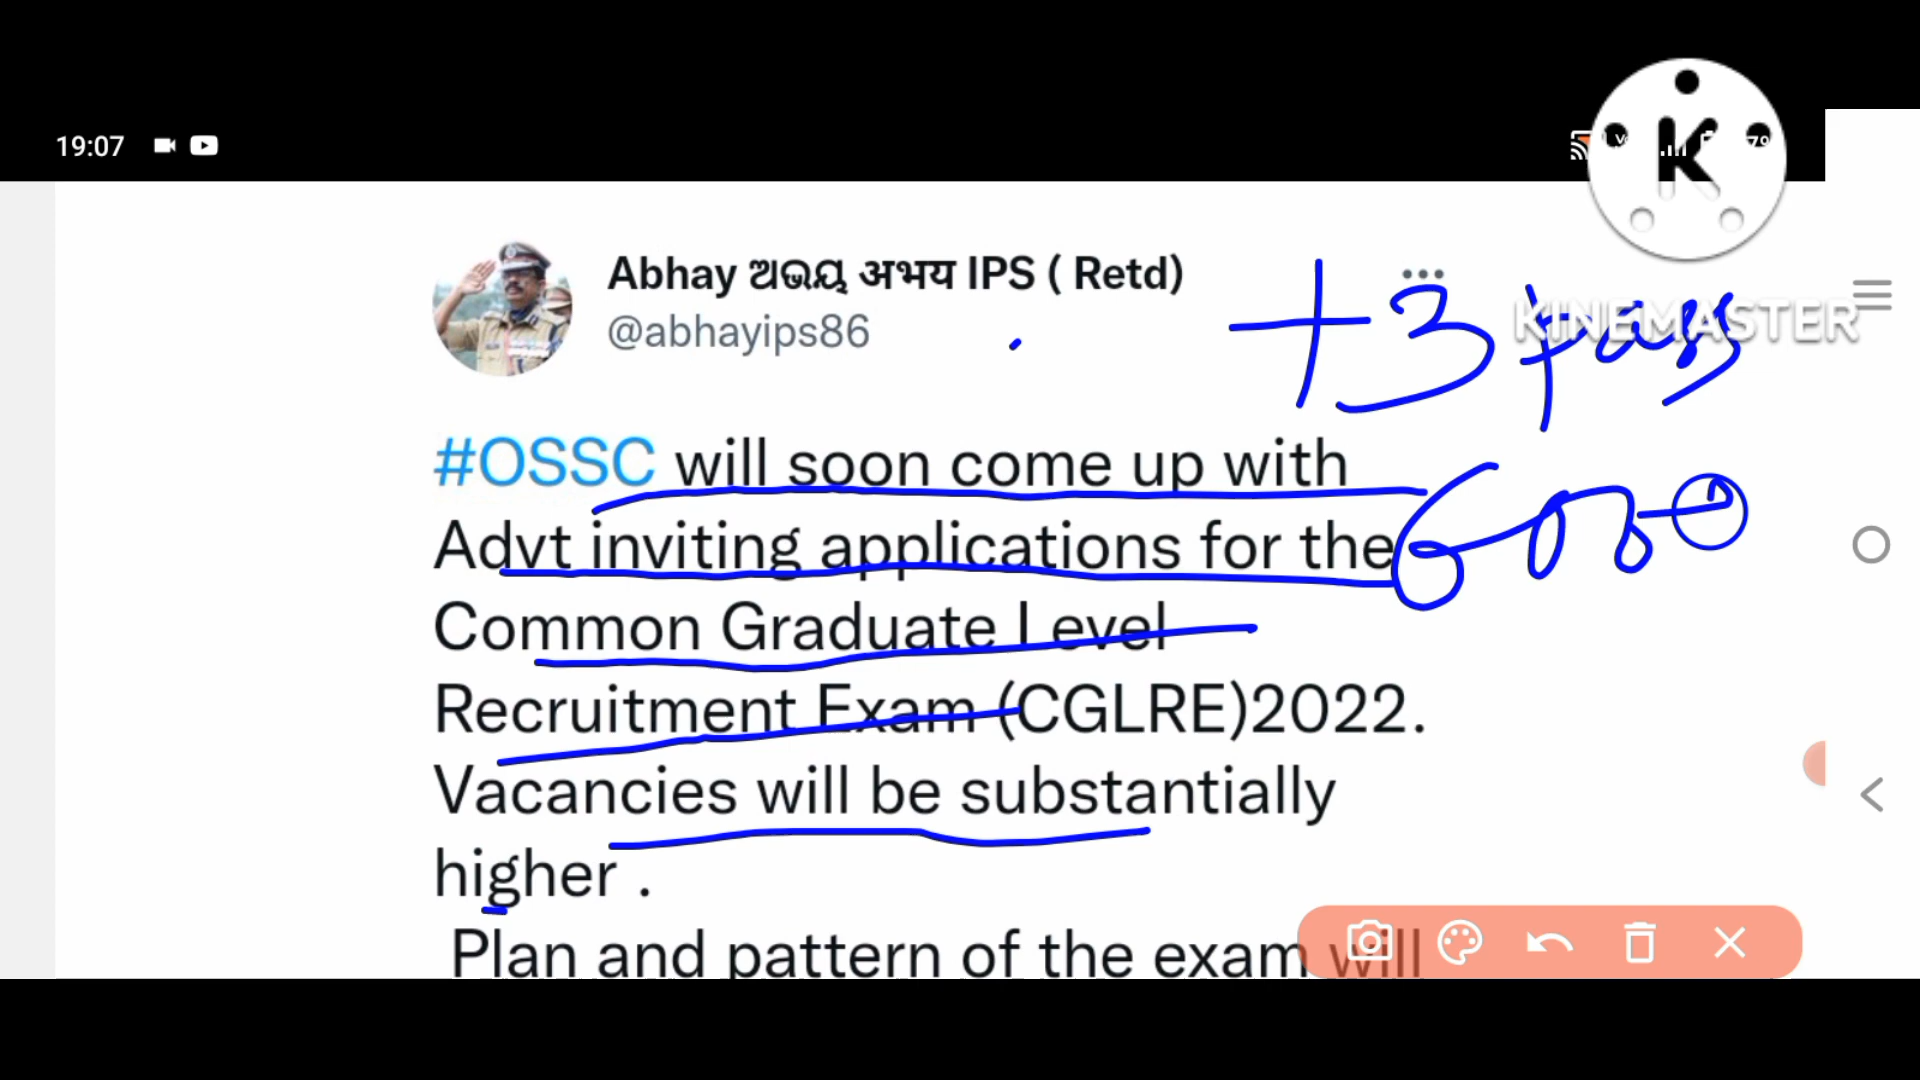 19:07
K
KINEMASTER
Abhay ଅଭୟ अभय IPS ( Retd)
@abhayips86
+3 pass
#OSSC will soon come up with
Advt inviting applications for the
Common Graduate Level
Recruitment Exam (CGLRE)2022.
Vacancies will be substantially
higher .
Plan and pattern of the exam will